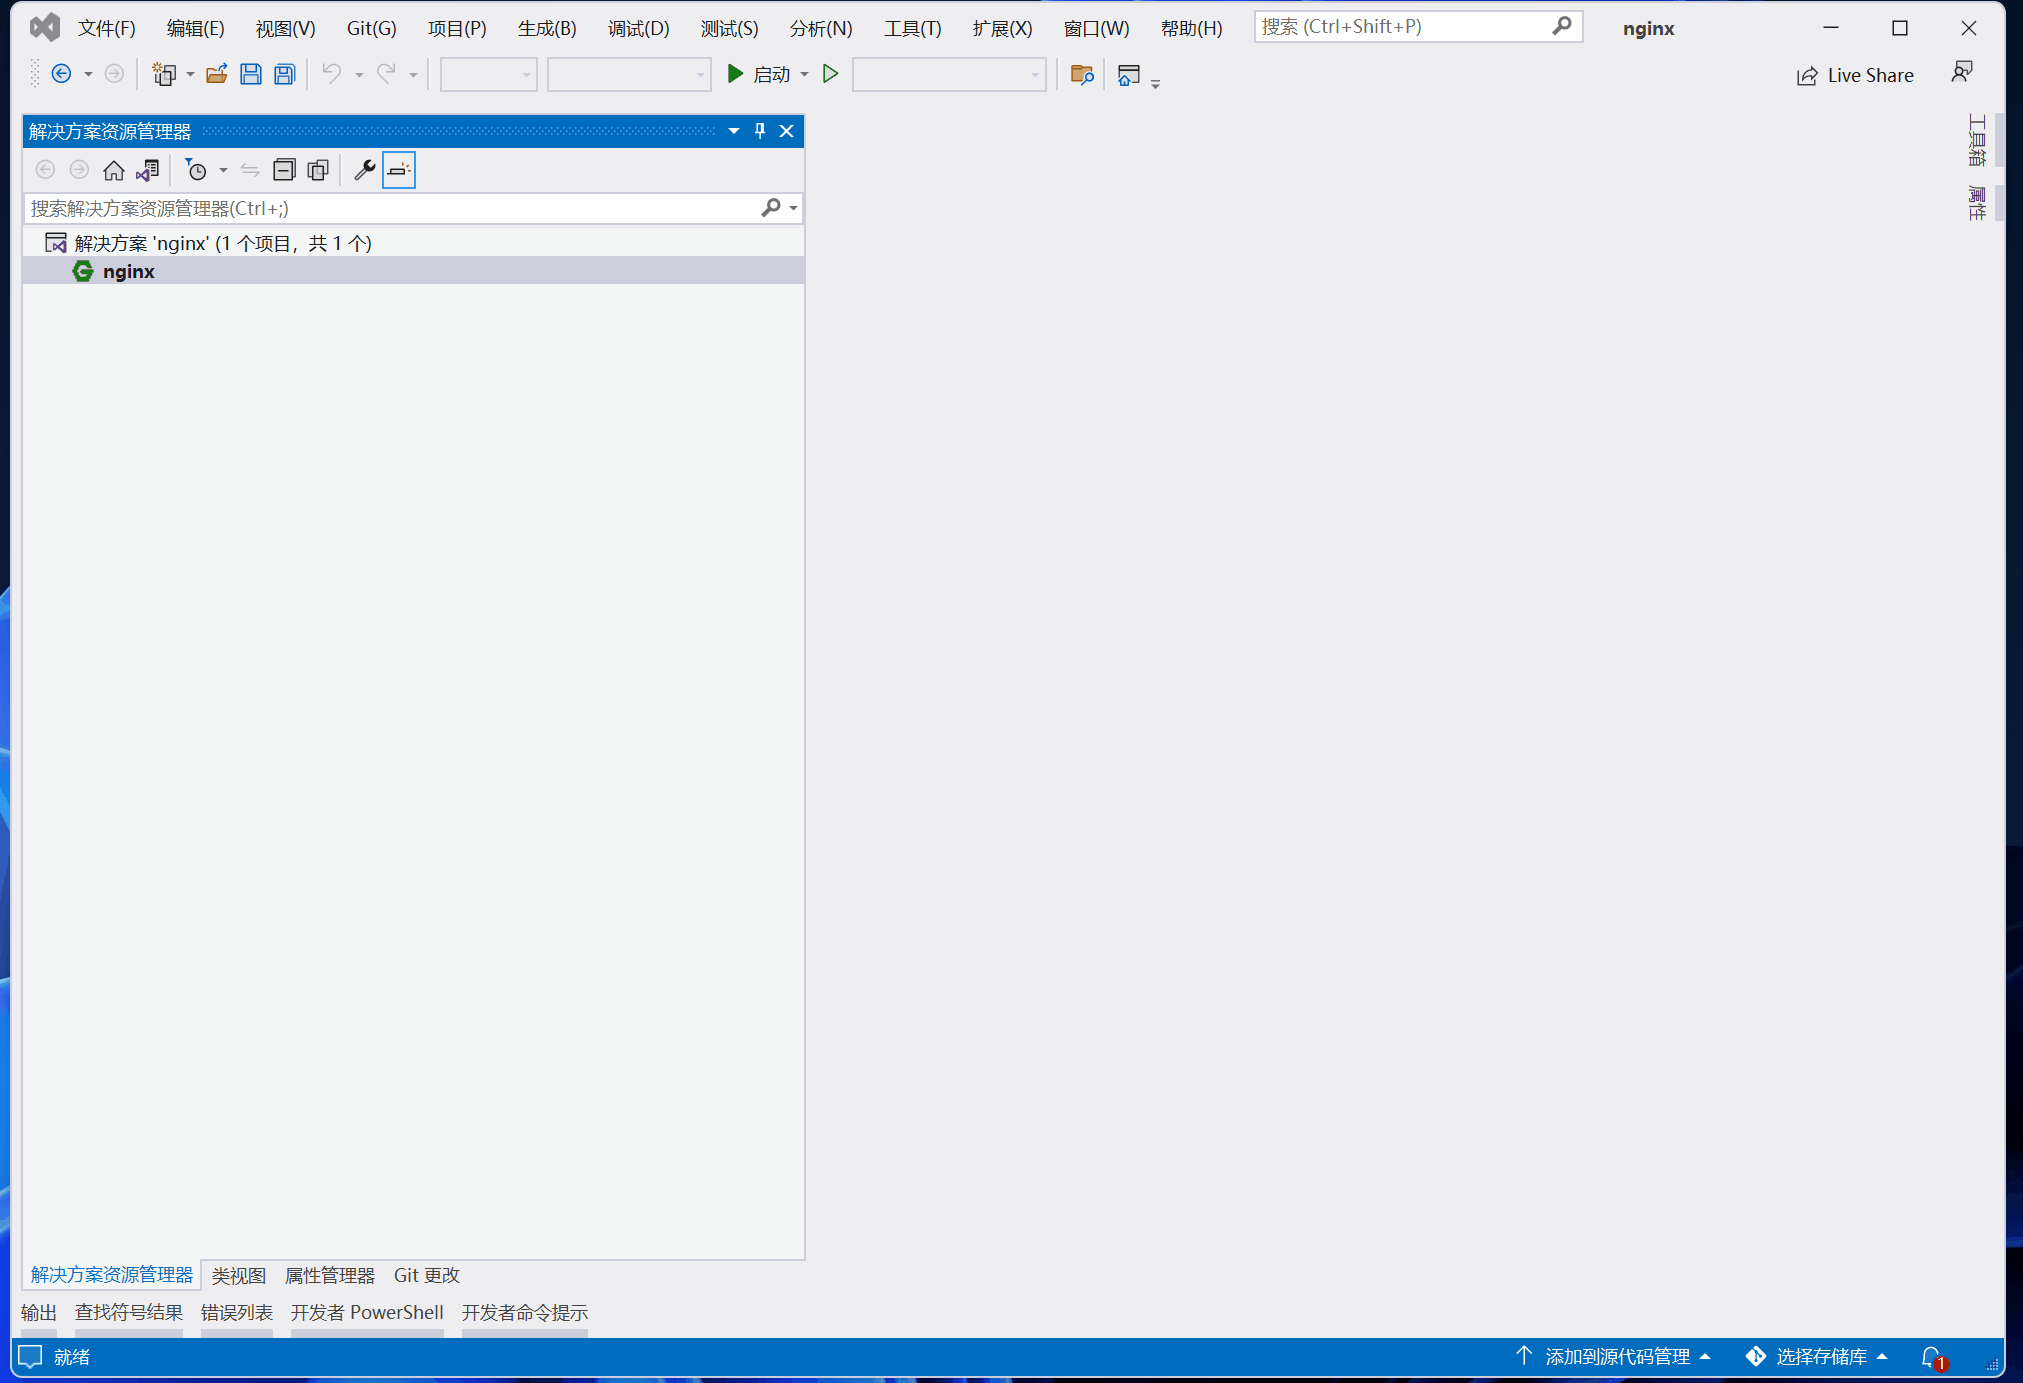 文件(F) 编辑(E) 视图(V) Git(G) 项目(P) 生成(B) 调试(D) 测试(S) 分析(N) 工具(T) 扩展(X) 窗口(W) 帮助(H) 搜索 (Ctrl+Shift+P) nginx
启动 Live Share
解决方案资源管理器
搜索解决方案资源管理器(Ctrl+;)
解决方案 'nginx' (1 个项目，共 1 个)
nginx
工具箱
属性
解决方案资源管理器 类视图 属性管理器 Git 更改
输出 查找符号结果 错误列表 开发者 PowerShell 开发者命令提示
就绪 添加到源代码管理 选择存储库 1